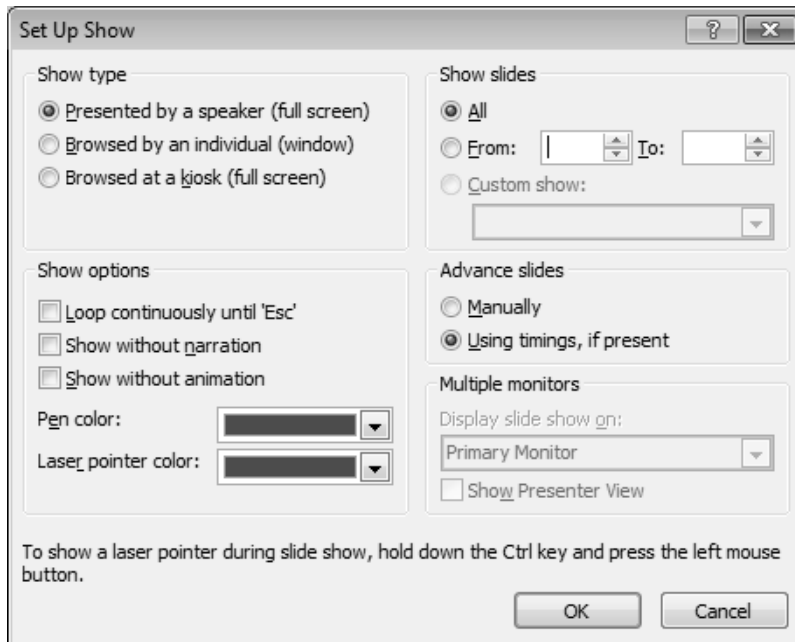 Set Up Show
Show type
Presented by a speaker (full screen)
Browsed by an individual (window)
Browsed at a kiosk (full screen)
Show slides
All
From: To:
Custom show:
Show options
Loop continuously until 'Esc'
Show without narration
Show without animation
Pen color:
Laser pointer color:
Advance slides
Manually
Using timings, if present
Multiple monitors
Display slide show on:
Primary Monitor
Show Presenter View
To show a laser pointer during slide show, hold down the Ctrl key and press the left mouse
button.
OK Cancel